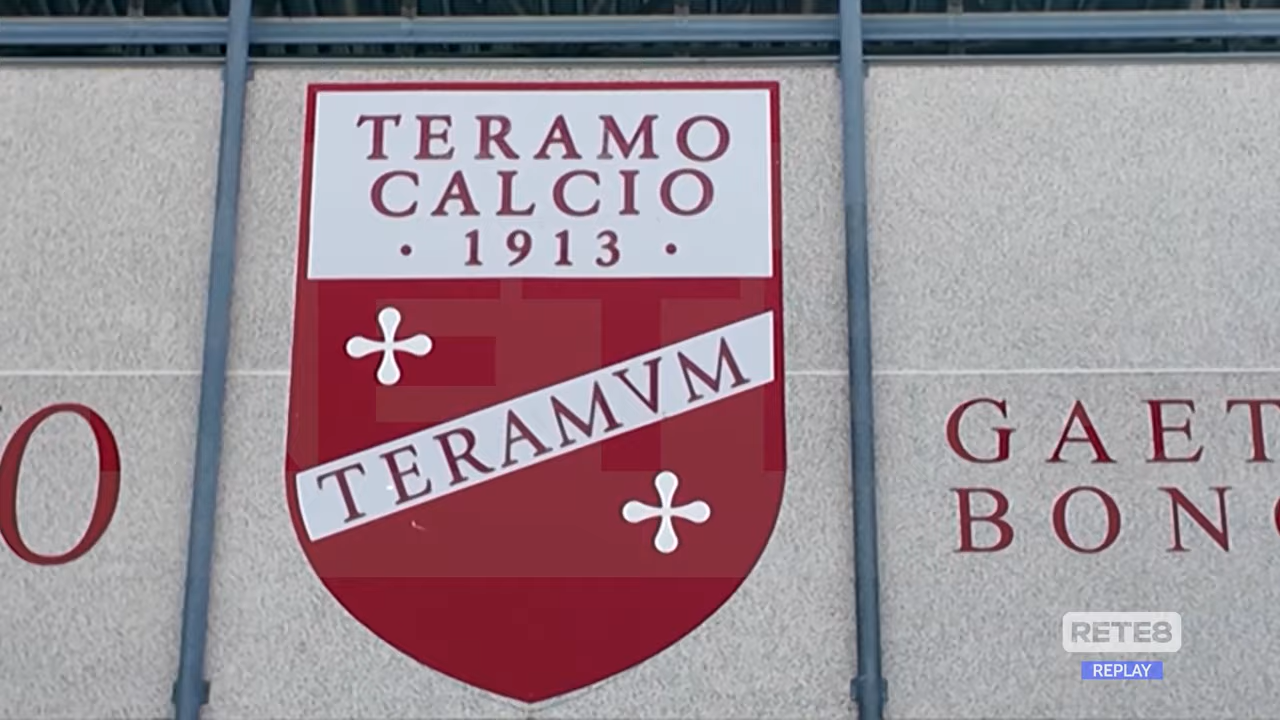 TERAMO
CALCIO
· 1913 ·
TERAMVM
O
GAET
BON
RETE8
REPLAY